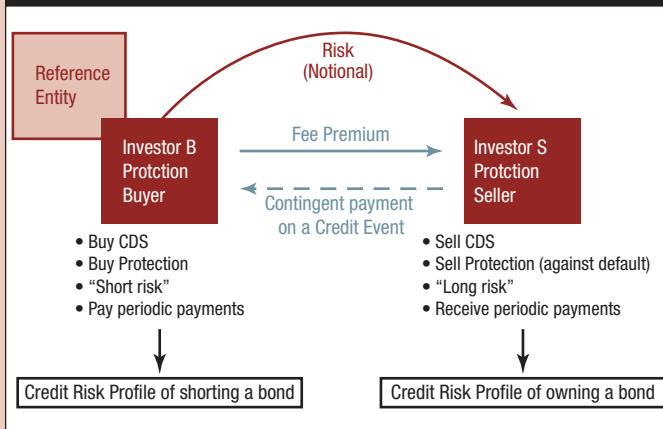 Risk
(Notional)
Reference
Entity
Investor B
Protction
Buyer
Fee Premium
Contingent payment
on a Credit Event
Investor S
Protction
Seller
• Buy CDS
• Buy Protection
• “Short risk”
• Pay periodic payments
• Sell CDS
• Sell Protection (against default)
• “Long risk”
• Receive periodic payments
Credit Risk Profile of shorting a bond
Credit Risk Profile of owning a bond